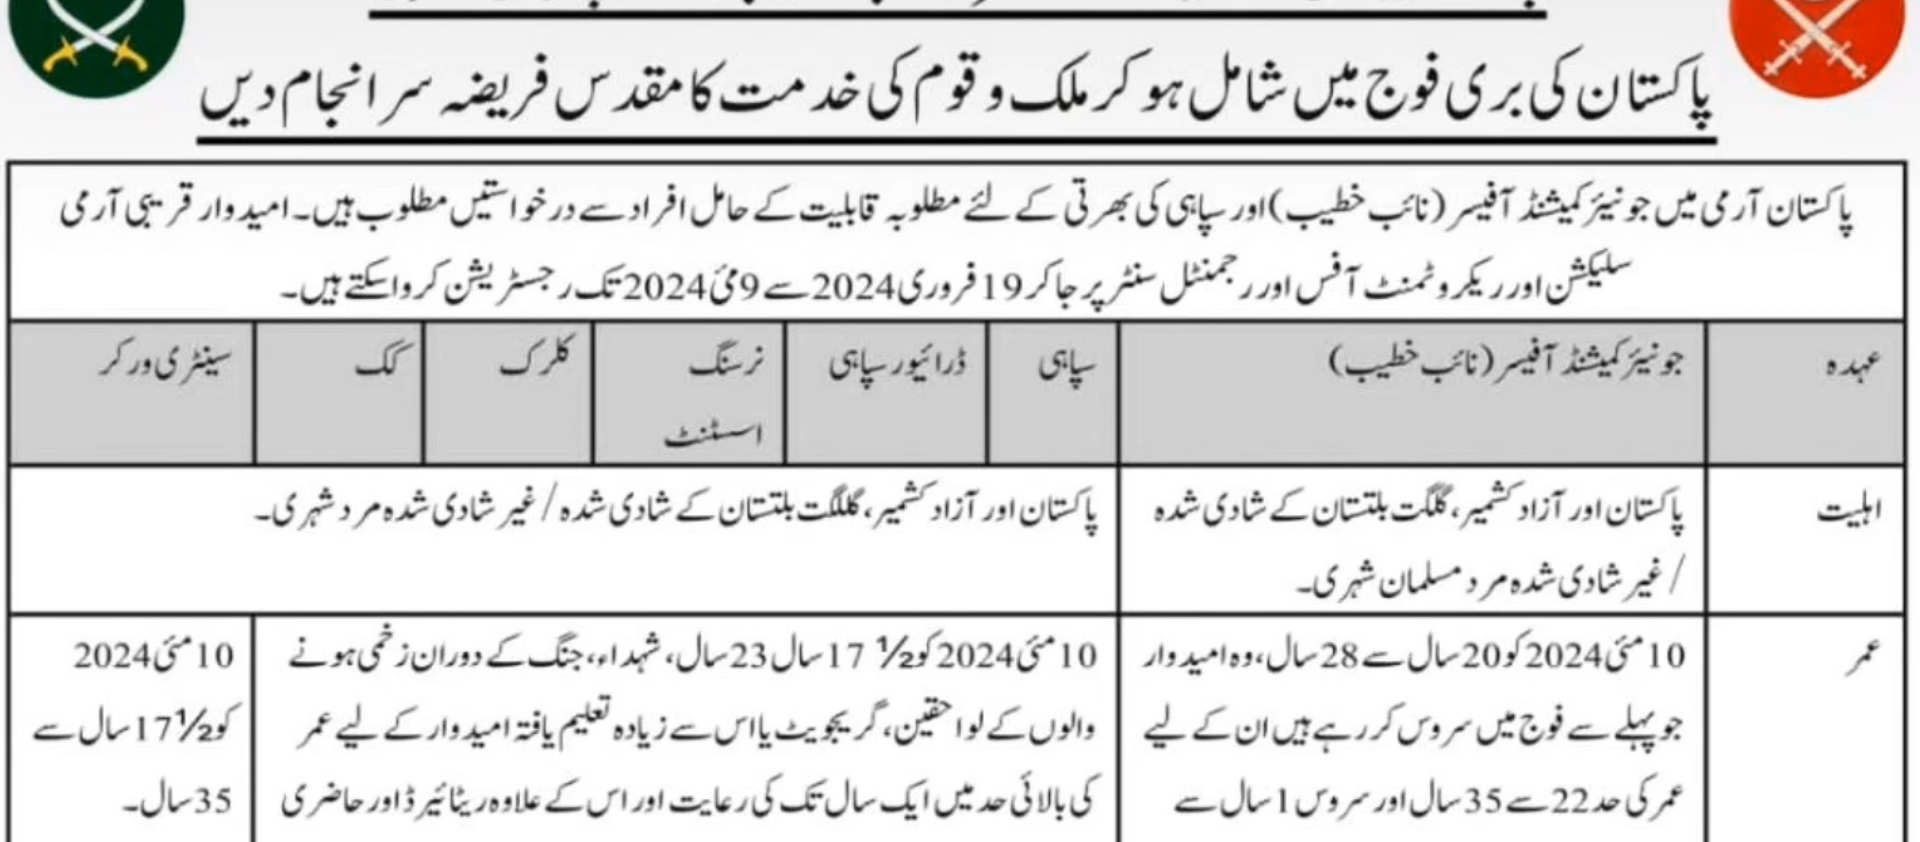 پاکستان کی بری فوج میں شامل ہو کر ملک و قوم کی خدمت کا مقدس فریضہ سر انجام دیں
پاکستان آرمی میں جونیئر کمیشنڈ آفیسر (نائب خطیب) اور سپاہی کی بھرتی کے لئے مطلوبہ قابلیت کے حامل افراد سے درخواستیں مطلوب ہیں۔ امیدوار قریبی آرمی
سلیکشن اور ریکروٹمنٹ آفس اور رجمنٹل سنٹر پر جا کر 19 فروری 2024 سے 9 مئی 2024 تک رجسٹریشن کروا سکتے ہیں۔
عہدہ
جونیئر کمیشنڈ آفیسر (نائب خطیب)
سپاہی
ڈرائیور سپاہی
نرسنگ
اسسٹنٹ
کلرک
کک
سینٹری ورکر
اہلیت
پاکستان اور آزاد کشمیر، گلگت بلتستان کے شادی شدہ
/ غیر شادی شدہ مرد مسلمان شہری۔
پاکستان اور آزاد کشمیر، گللگت بلتستان کے شادی شدہ / غیر شادی شدہ مرد شہری۔
عمر
10 مئی 2024 کو 20 سال سے 28 سال، وہ امیدوار
جو پہلے سے فوج میں سروس کر رہے ہیں ان کے لیے
عمر کی حد 22 سے 35 سال اور سروس 1 سال سے
10 مئی 2024 کو ½ 17 سال 23 سال، شہداء، جنگ کے دوران زخمی ہونے
والوں کے لواحقین، گریجویٹ یا اس سے زیادہ تعلیم یافتہ امیدوار کے لیے عمر
کی بالائی حد میں ایک سال تک کی رعایت اور اس کے علاوہ ریٹائیرڈ اور حاضری
10 مئی 2024
کو ½17 سال سے
35 سال۔